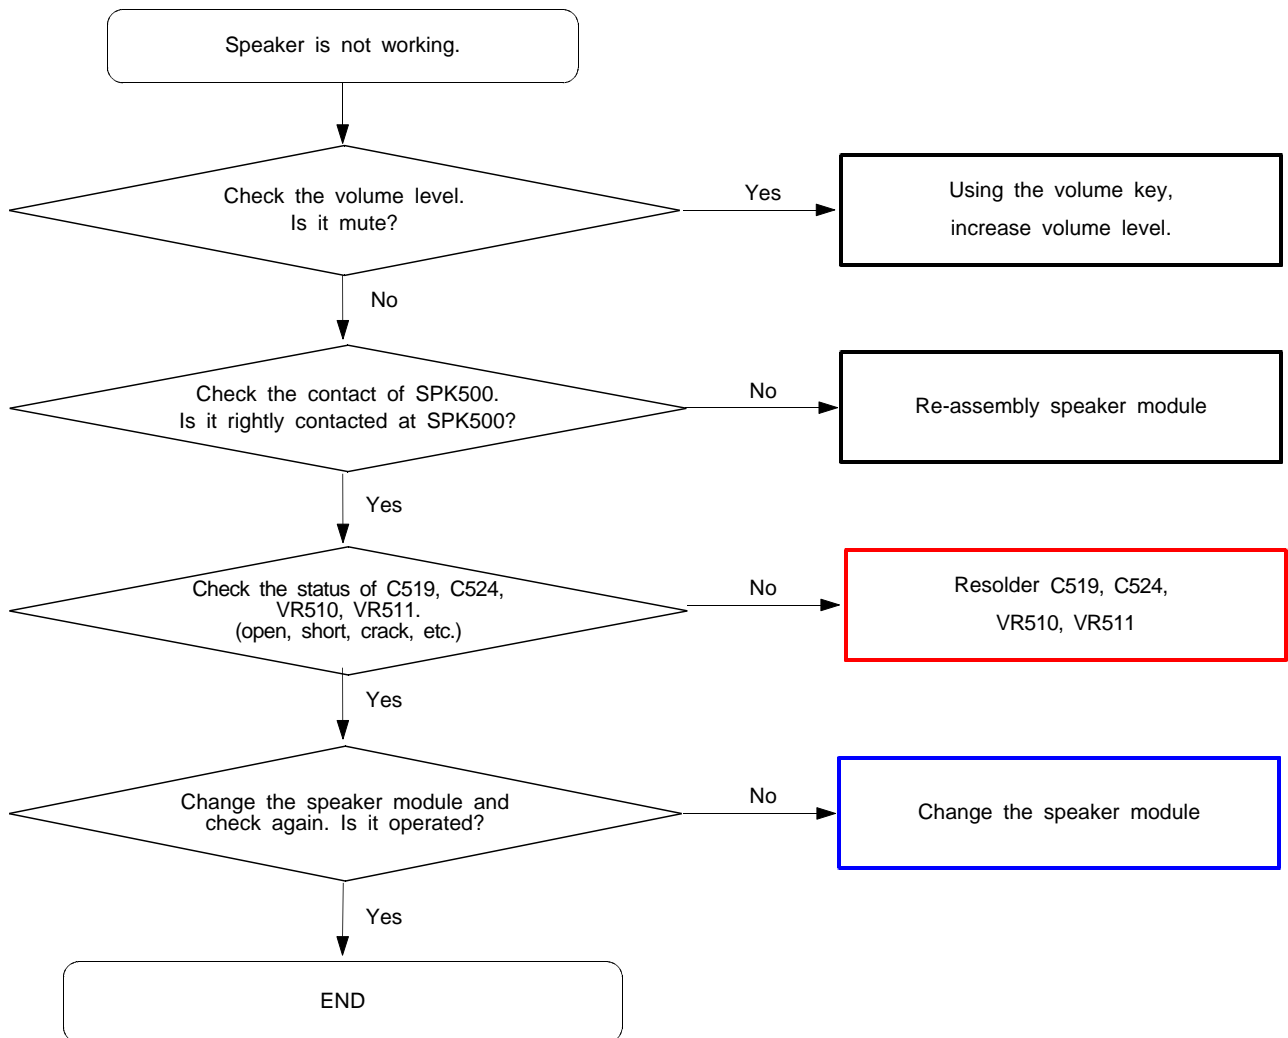 Speaker is not working.
Check the volume level.
Is it mute?
Yes
Using the volume key,
increase volume level.
No
Check the contact of SPK500.
Is it rightly contacted at SPK500?
No
Re-assembly speaker module
Yes
Check the status of C519, C524,
VR510, VR511.
(open, short, crack, etc.)
No
Resolder C519, C524,
VR510, VR511
Yes
Change the speaker module and
check again. Is it operated?
No
Change the speaker module
Yes
END